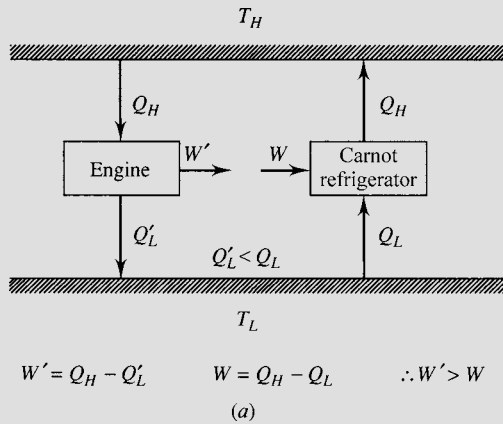 T_H
Q_H
Q_H
Engine
W′
W
Carnot
refrigerator
Q′_L
Q′_L < Q_L
Q_L
T_L
W′ = Q_H − Q′_L
W = Q_H − Q_L
∴ W′ > W
(a)